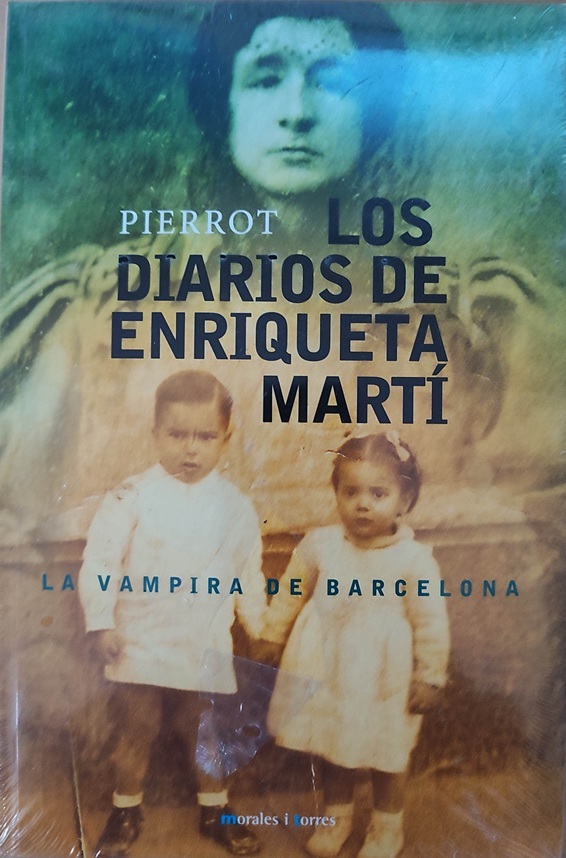 PIERROT LOS
DIARIOS DE
ENRIQUETA
MARTÍ
LA VAMPIRA DE BARCELONA
morales i torres